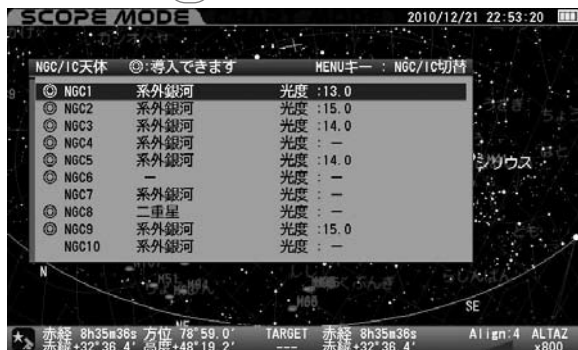 SCOPE MODE 2010/12/21 22:53:20
NGC/IC天体 ◎:導入できます MENUキー : NGC/IC切替
◎ NGC1 系外銀河 光度 :13.0
◎ NGC2 系外銀河 光度 :15.0
◎ NGC3 系外銀河 光度 :14.0
◎ NGC4 系外銀河 光度 : －
◎ NGC5 系外銀河 光度 :14.0
◎ NGC6 － 光度 : －
NGC7 系外銀河 光度 : －
◎ NGC8 二重星 光度 : －
◎ NGC9 系外銀河 光度 :15.0
NGC10 系外銀河 光度 : －
シリウス
N
M51
M66
SE
NE
赤経 8h35m36s 方位 78°59.0' TARGET 赤経 8h35m36s Align:4 ALTAZ
赤緯+32°36.4' 高度+48°19.2' --- 赤緯+32°36.4' x800